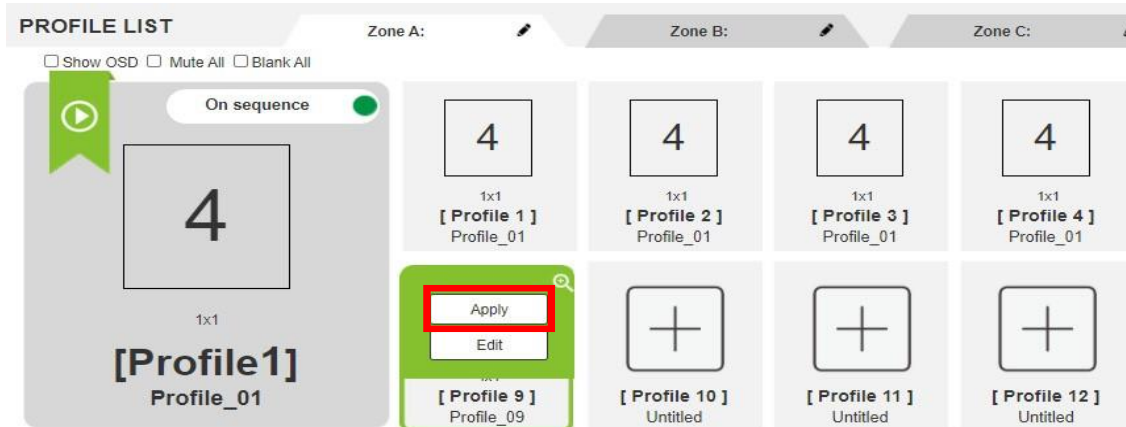 PROFILE LIST
Zone A:
Zone B:
Zone C:
Show OSD Mute All Blank All
On sequence
4
1x1
[Profile1]
Profile_01
4
1x1
[ Profile 1 ]
Profile_01
4
1x1
[ Profile 2 ]
Profile_01
4
1x1
[ Profile 3 ]
Profile_01
4
1x1
[ Profile 4 ]
Profile_01
Apply
Edit
[ Profile 9 ]
Profile_09
[ Profile 10 ]
Untitled
[ Profile 11 ]
Untitled
[ Profile 12 ]
Untitled